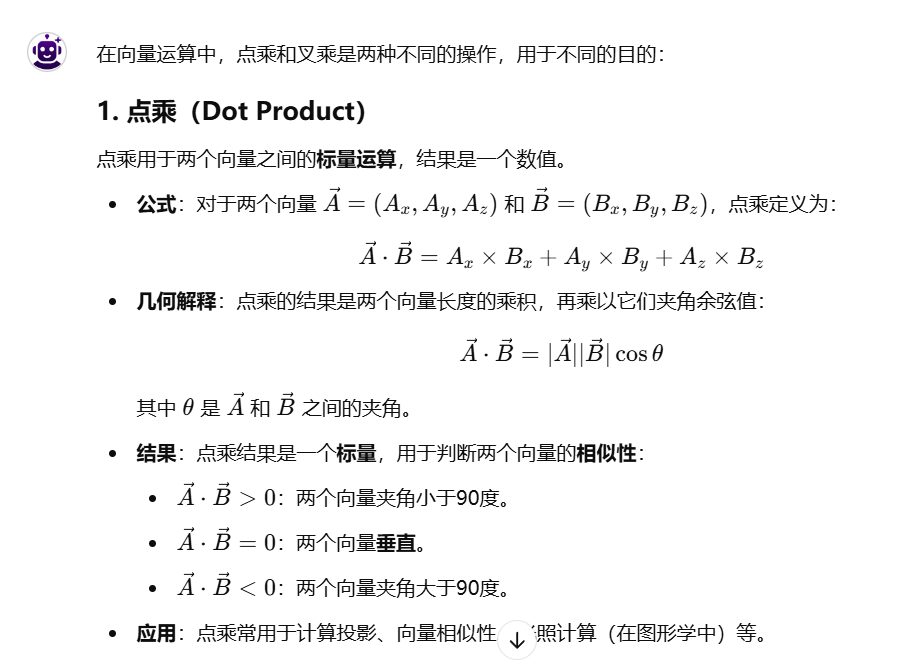 在向量运算中，点乘和叉乘是两种不同的操作，用于不同的目的：
1. 点乘（Dot Product）
点乘用于两个向量之间的标量运算，结果是一个数值。
• 公式：对于两个向量 $\vec{A} = (A_x, A_y, A_z)$ 和 $\vec{B} = (B_x, B_y, B_z)$，点乘定义为：
$\vec{A} \cdot \vec{B} = A_x \times B_x + A_y \times B_y + A_z \times B_z$
• 几何解释：点乘的结果是两个向量长度的乘积，再乘以它们夹角余弦值：
$\vec{A} \cdot \vec{B} = |\vec{A}||\vec{B}| \cos \theta$
其中 $\theta$ 是 $\vec{A}$ 和 $\vec{B}$ 之间的夹角。
• 结果：点乘结果是一个标量，用于判断两个向量的相似性：
• $\vec{A} \cdot \vec{B} > 0$：两个向量夹角小于90度。
• $\vec{A} \cdot \vec{B} = 0$：两个向量垂直。
• $\vec{A} \cdot \vec{B} < 0$：两个向量夹角大于90度。
• 应用：点乘常用于计算投影、向量相似性 照计算（在图形学中）等。